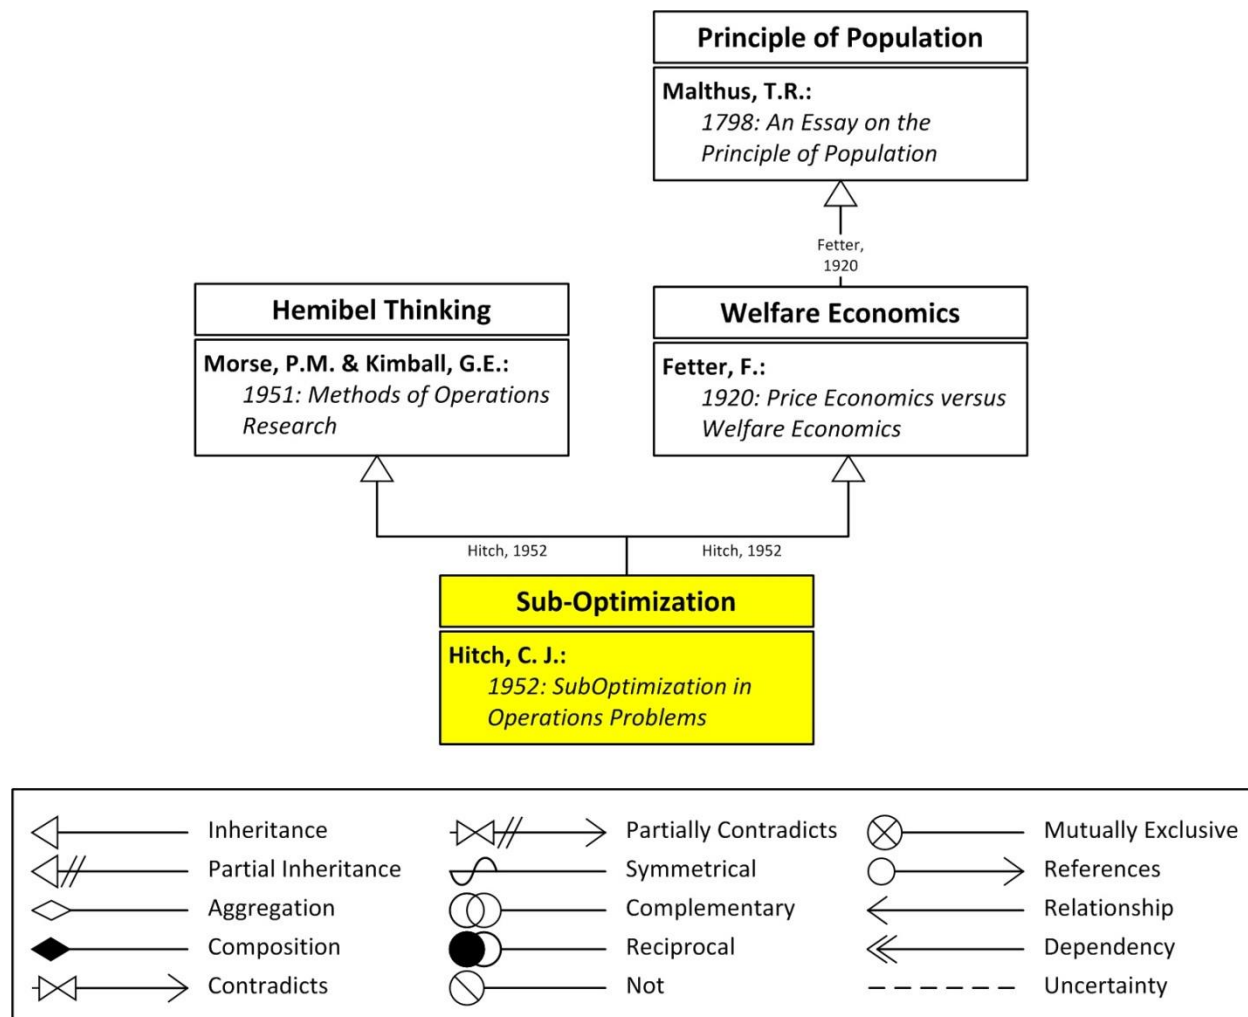 Principle of Population
Malthus, T.R.:
1798: An Essay on the
Principle of Population
Fetter,
1920
Hemibel Thinking
Morse, P.M. & Kimball, G.E.:
1951: Methods of Operations
Research
Welfare Economics
Fetter, F.:
1920: Price Economics versus
Welfare Economics
Hitch, 1952
Hitch, 1952
Sub-Optimization
Hitch, C. J.:
1952: SubOptimization in
Operations Problems
Inheritance
Partial Inheritance
Aggregation
Composition
Contradicts
Partially Contradicts
Symmetrical
Complementary
Reciprocal
Not
Mutually Exclusive
References
Relationship
Dependency
Uncertainty